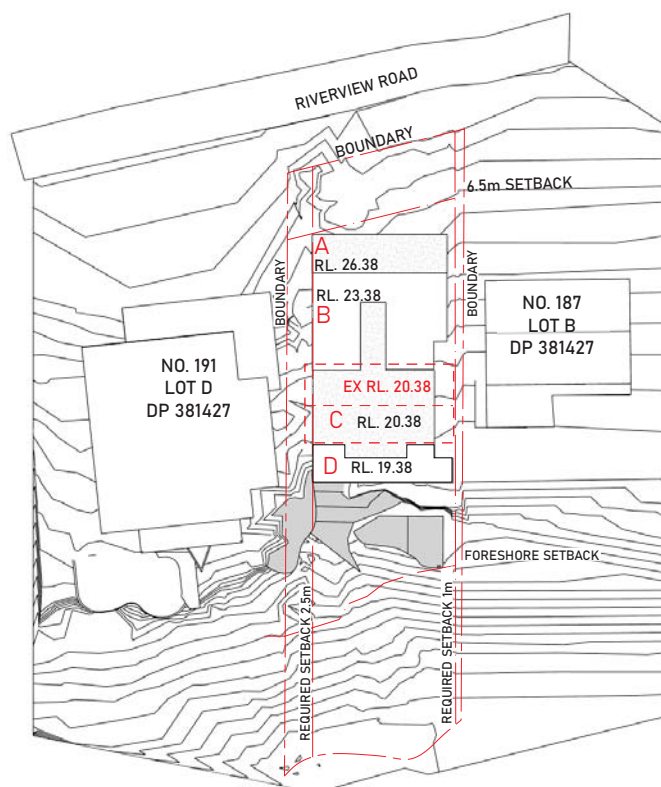 RIVERVIEW ROAD
BOUNDARY
6.5m SETBACK
A
RL. 26.38
BOUNDARY
BOUNDARY
RL. 23.38
B
NO. 187
LOT B
DP 381427
NO. 191
LOT D
DP 381427
EX RL. 20.38
C
RL. 20.38
D
RL. 19.38
FORESHORE SETBACK
REQUIRED SETBACK 2.5m
REQUIRED SETBACK 1m